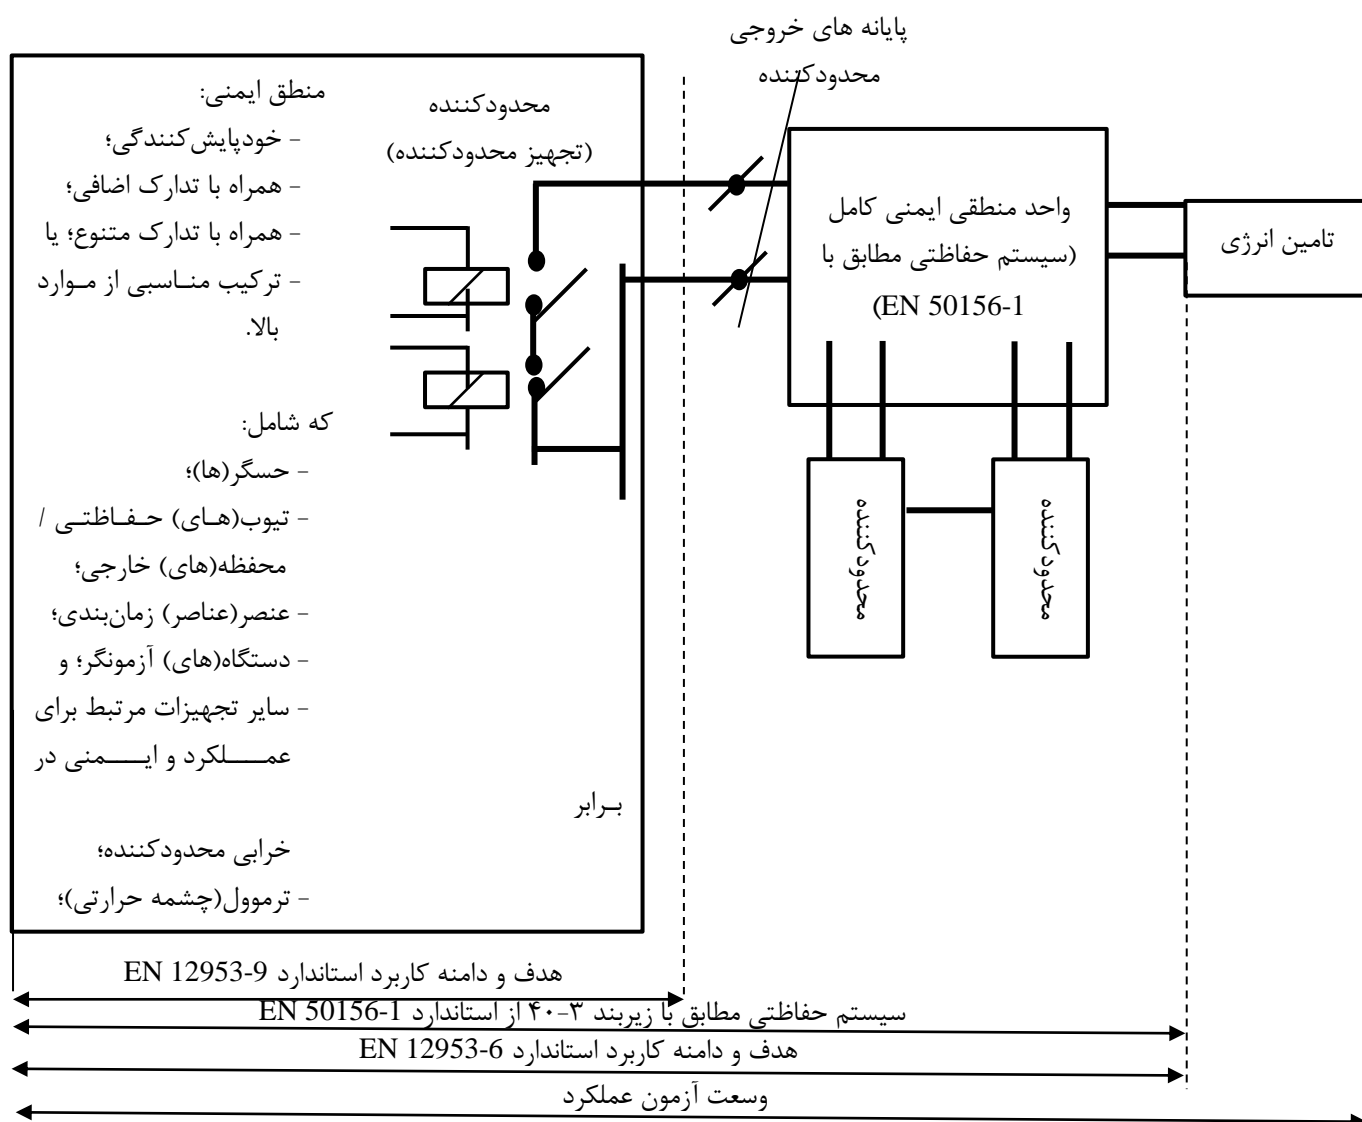 پایانه های خروجی
محدودکننده
منطق ایمنی:
- خودپایش‌کنندگی؛
- همراه با تدارک اضافی؛
- همراه با تدارک متنوع؛ یا
- ترکیب مناسبی از موارد
بالا.
که شامل:
- حسگر(ها)؛
- تیوب(های) حفاظتی /
محفظه(های) خارجی؛
- عنصر(عناصر) زمان‌بندی؛
- دستگاه(های) آزمونگر؛ و
- سایر تجهیزات مرتبط برای
عملکرد و ایمنی در
برابر
خرابی محدودکننده؛
- ترموول(چشمه حرارتی)؛
محدودکننده
(تجهیز محدودکننده)
واحد منطقی ایمنی کامل
(سیستم حفاظتی مطابق با
EN 50156-1)
تامین انرژی
محدودکننده
محدودکننده
هدف و دامنه کاربرد استاندارد EN 12953-9
سیستم حفاظتی مطابق با زیربند ۳-۴۰ از استاندارد EN 50156-1
هدف و دامنه کاربرد استاندارد EN 12953-6
وسعت آزمون عملکرد